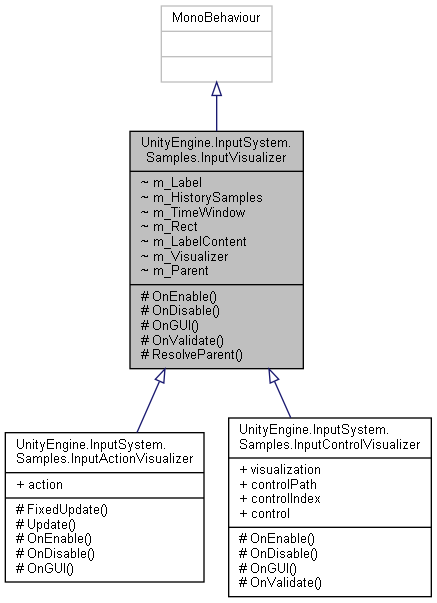 MonoBehaviour
UnityEngine.InputSystem.
Samples.InputVisualizer
~ m_Label
~ m_HistorySamples
~ m_TimeWindow
~ m_Rect
~ m_LabelContent
~ m_Visualizer
~ m_Parent
# OnEnable()
# OnDisable()
# OnGUI()
# OnValidate()
# ResolveParent()
UnityEngine.InputSystem.
Samples.InputActionVisualizer
+ action
# FixedUpdate()
# Update()
# OnEnable()
# OnDisable()
# OnGUI()
UnityEngine.InputSystem.
Samples.InputControlVisualizer
+ visualization
+ controlPath
+ controlIndex
+ control
# OnEnable()
# OnDisable()
# OnGUI()
# OnValidate()